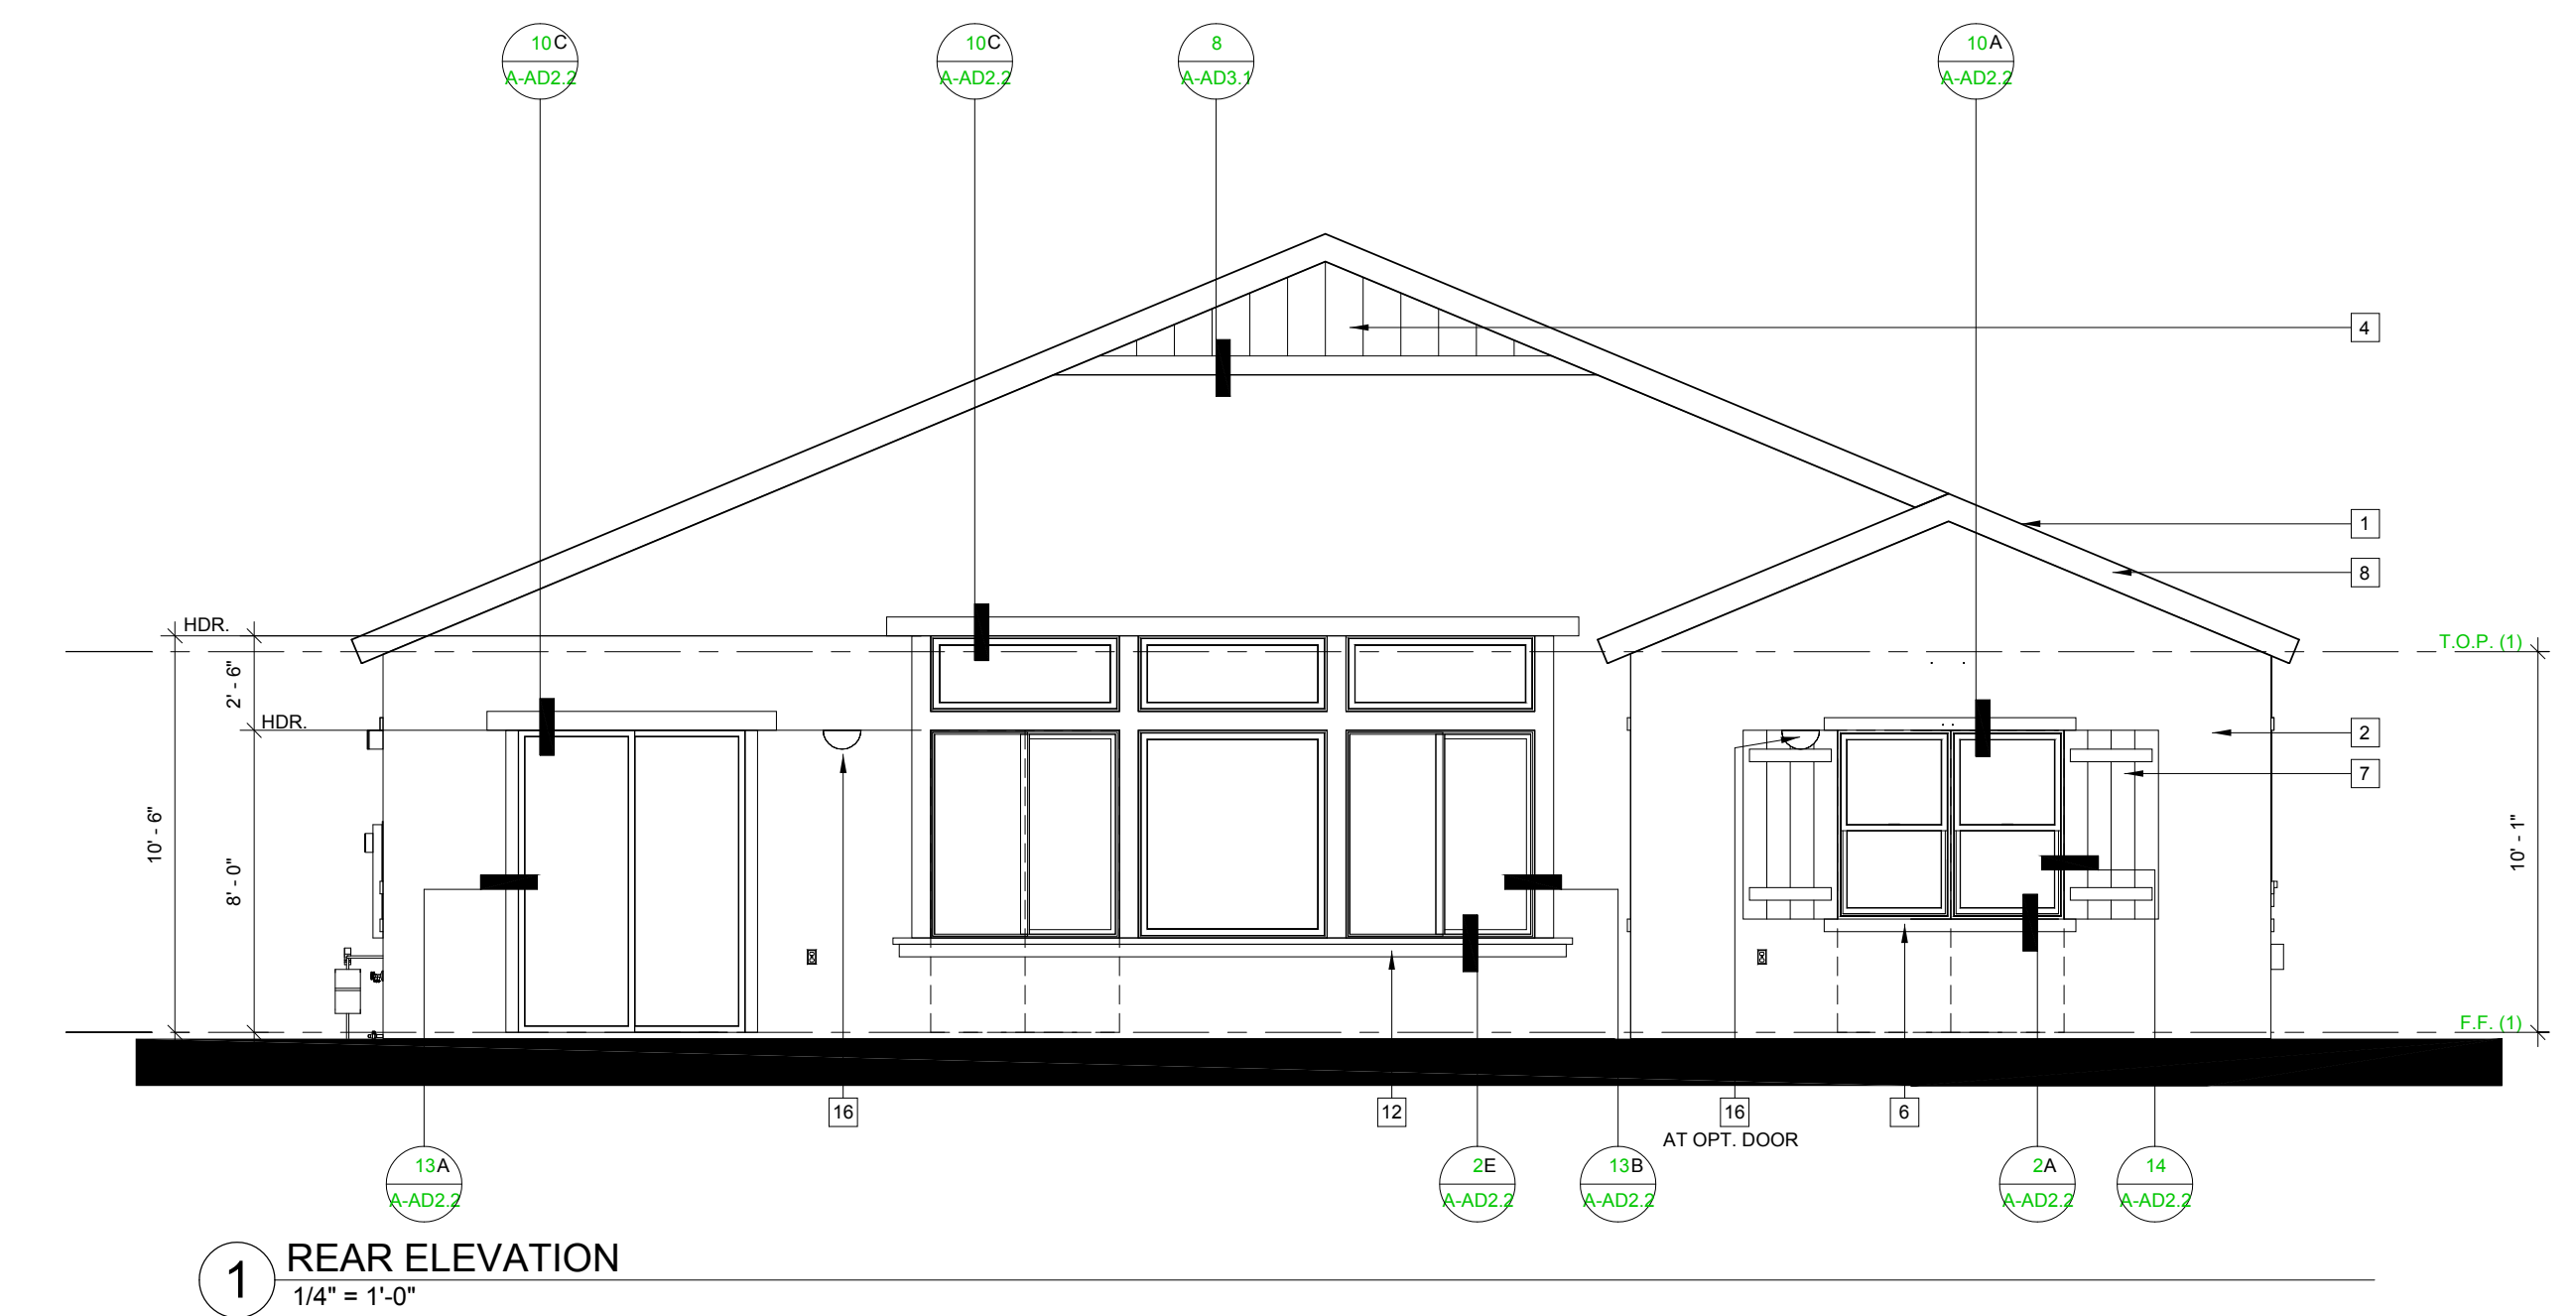 10C
A-AD2.2
10C
A-AD2.2
8
A-AD3.1
10A
A-AD2.2
4
1
8
HDR.
T.O.P. (1)
2' - 6"
HDR.
2
7
10' - 6"
8' - 0"
10' - 1"
F.F. (1)
16
12
16
AT OPT. DOOR
6
13A
A-AD2.2
2E
A-AD2.2
13B
A-AD2.2
2A
A-AD2.2
14
A-AD2.2
1
REAR ELEVATION
1/4" = 1'-0"